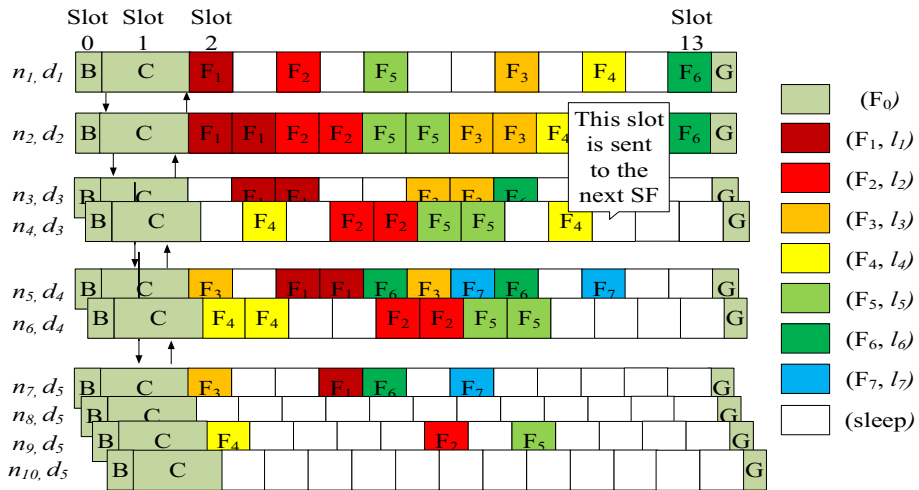 Slot Slot Slot Slot
0 1 2 13
n1, d1 B C F1 F2 F5 F3 F4 F6 G
n2, d2 B C F1 F1 F2 F2 F5 F5 F3 F3 F4 F6 G
This slot
is sent
to the
next SF
n3, d3 B C F1 F1 F3 F3 F6 G
n4, d3 B C F4 F2 F2 F5 F5 F4 G
n5, d4 B C F3 F1 F1 F6 F3 F7 F6 F7 G
n6, d4 B C F4 F4 F2 F2 F5 F5 G
n7, d5 B C F3 F1 F6 F7 G
n8, d5 B C G
n9, d5 B C F4 F2 F5 G
n10, d5 B C G
(F0)
(F1, l1)
(F2, l2)
(F3, l3)
(F4, l4)
(F5, l5)
(F6, l6)
(F7, l7)
(sleep)